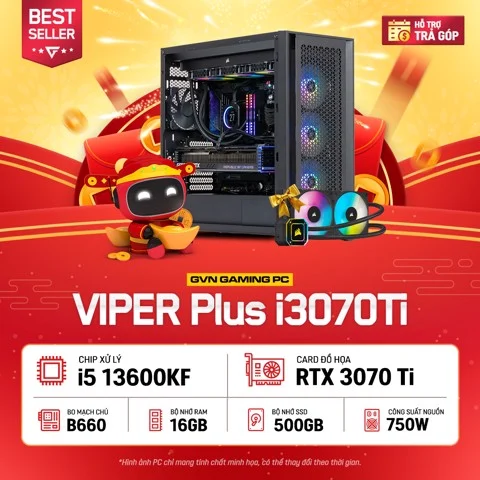 BEST
SELLER
HỖ TRỢ
TRẢ GÓP
GVN GAMING PC
VIPER Plus i3070Ti
CHIP XỬ LÝ
i5 13600KF
CARD ĐỒ HỌA
RTX 3070 Ti
BO MẠCH CHỦ
B660
BỘ NHỚ RAM
16GB
BỘ NHỚ SSD
500GB
CÔNG SUẤT NGUỒN
750W
*Hình ảnh PC chỉ mang tính chất minh họa, có thể thay đổi theo thời gian.